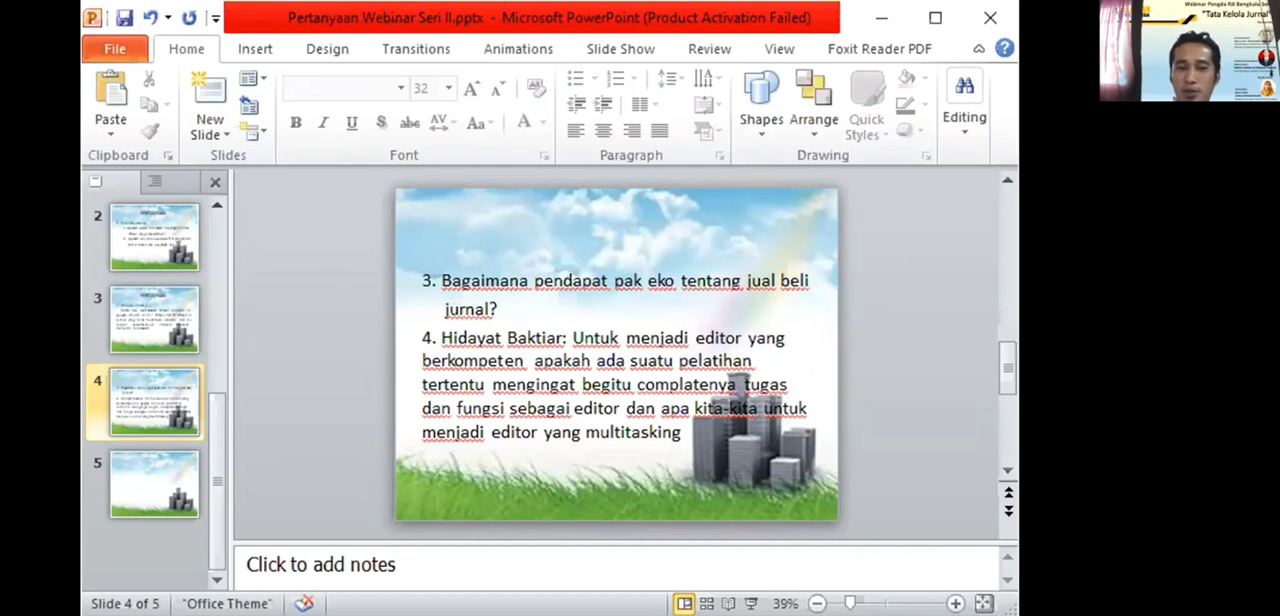 Pertanyaan Webinar Seri II.pptx - Microsoft PowerPoint (Product Activation Failed)
File Home Insert Design Transitions Animations Slide Show Review View Foxit Reader PDF
32
Paste
New Slide
Shapes Arrange Quick Styles
Editing
Clipboard Slides Font Paragraph Drawing
2
3
4
5
3. Bagaimana pendapat pak eko tentang jual beli
jurnal?
4. Hidayat Baktiar: Untuk menjadi editor yang
berkompeten apakah ada suatu pelatihan
tertentu mengingat begitu complatenya tugas
dan fungsi sebagai editor dan apa kita-kita untuk
menjadi editor yang multitasking
Click to add notes
Slide 4 of 5 "Office Theme" 39%
"Tata Kelola Jurnal"